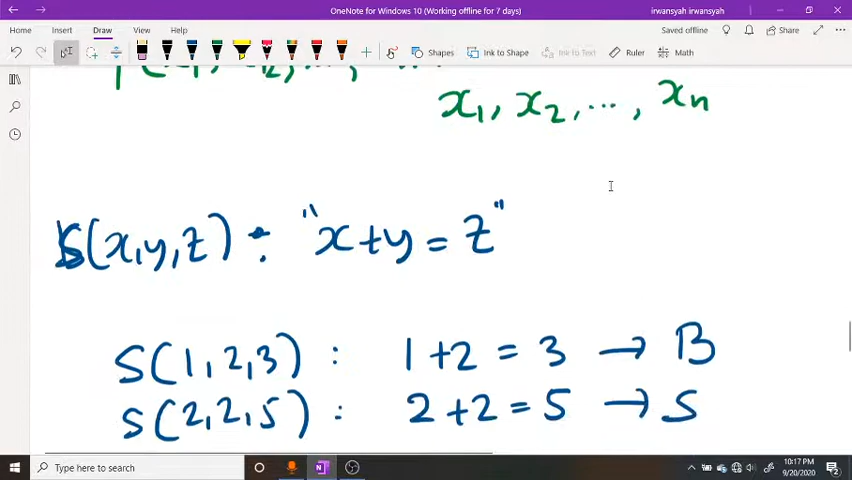 OneNote for Windows 10 (Working offline for 7 days)
irwansyah irwansyah
Home Insert Draw View Help
Saved offline Share
Shapes Ink to Shape Ink to Text Ruler Math
x₁, x₂, ..., xₙ
S(x,y,z) : "x+y = z"
S(1,2,3) : 1+2 = 3 → B
S(2,2,5) : 2+2 = 5 → S
Type here to search
10:17 PM
9/20/2020
2